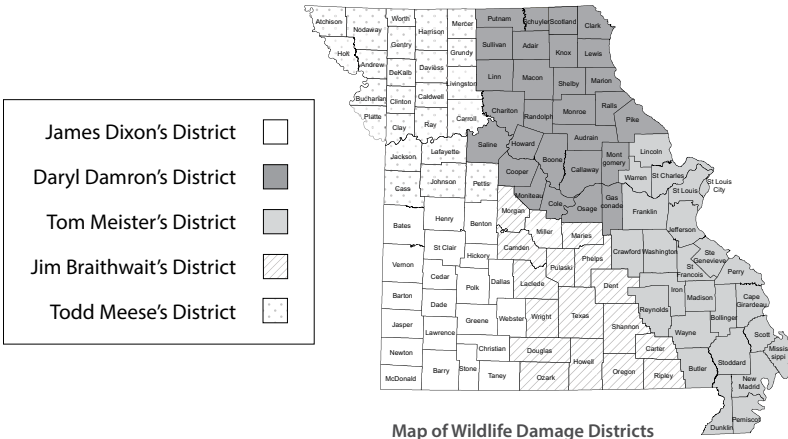 James Dixon's District
Daryl Damron's District
Tom Meister's District
Jim Braithwait's District
Todd Meese's District
Atchison
Nodaway
Worth
Harrison
Mercer
Putnam
Schuyler
Scotland
Clark
Holt
Andrew
Gentry
DeKalb
Daviess
Grundy
Sullivan
Adair
Knox
Lewis
Buchanan
Clinton
Caldwell
Livingston
Linn
Macon
Shelby
Marion
Platte
Clay
Ray
Carroll
Chariton
Randolph
Monroe
Ralls
Pike
Jackson
Lafayette
Saline
Howard
Boone
Audrain
Callaway
Mont
gomery
Lincoln
Warren
St Charles
St Louis
St Louis
City
Cass
Johnson
Pettis
Cooper
Moniteau
Cole
Osage
Gas
conade
Franklin
Jefferson
Bates
Henry
Benton
Morgan
Miller
Maries
Camden
Phelps
Crawford
Washington
Ste
Genevieve
St
Francois
Perry
Vernon
St Clair
Hickory
Cedar
Polk
Dallas
Laclede
Pulaski
Dent
Iron
Reynolds
Madison
Cape
Girardeau
Bollinger
Barton
Dade
Greene
Webster
Wright
Texas
Shannon
Wayne
Scott
Missis
sippi
Jasper
Lawrence
Christian
Douglas
Howell
Carter
Newton
McDonald
Barry
Stone
Taney
Ozark
Oregon
Ripley
Butler
Stoddard
New
Madrid
Dunklin
Pemiscot
Map of Wildlife Damage Districts